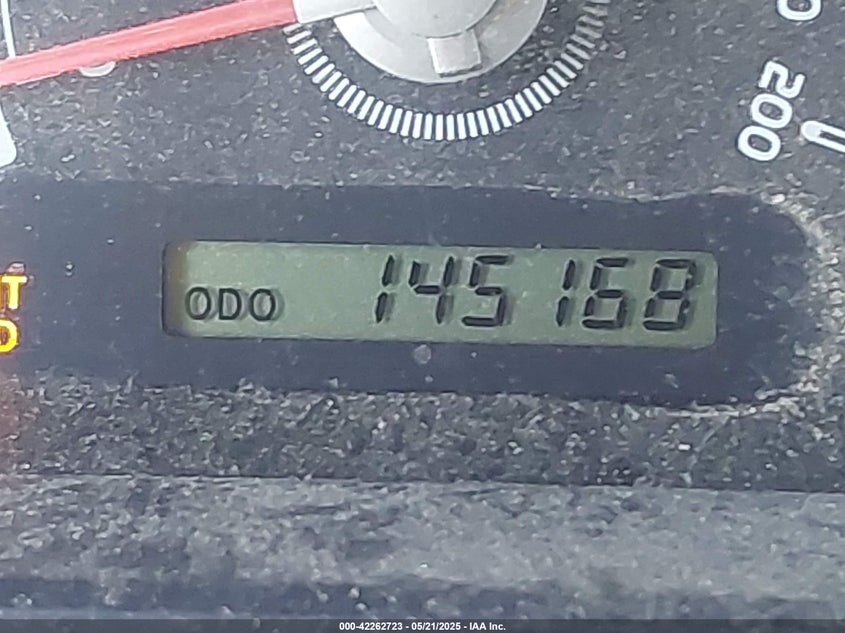 200
T
ODO 145168
000-42262723 - 05/21/2025 - IAA Inc.